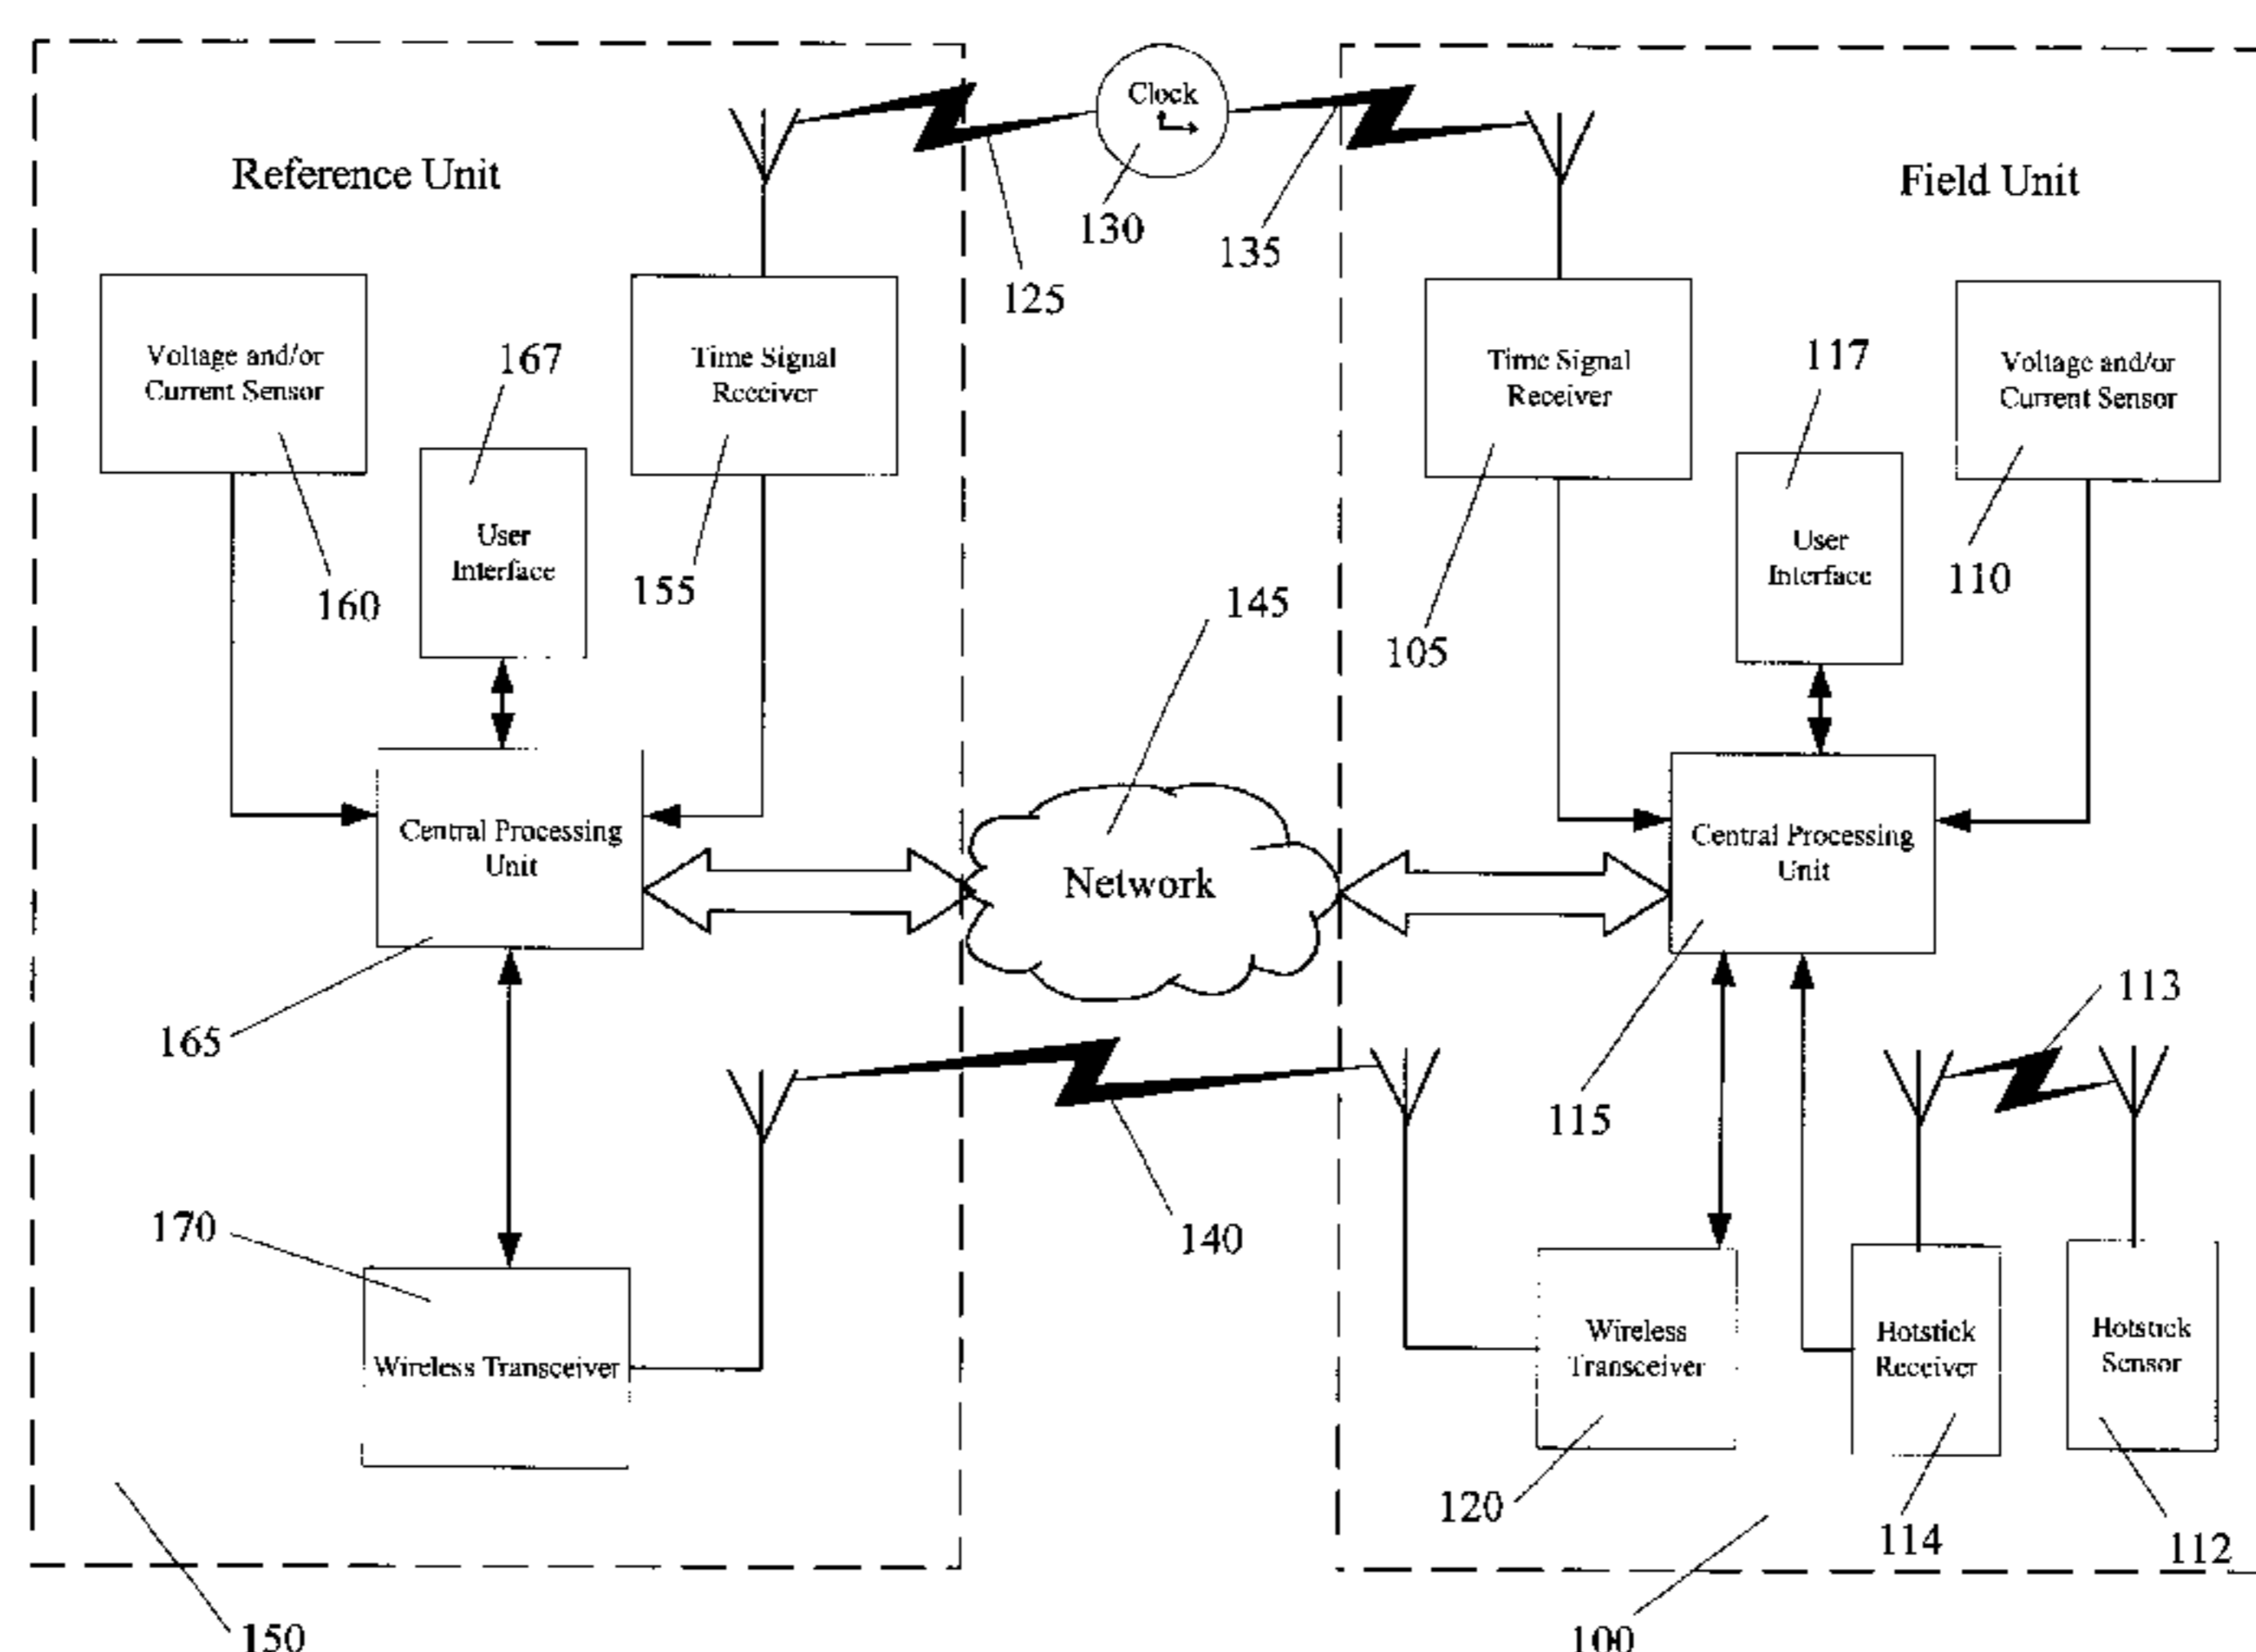 Clock
Reference Unit
Field Unit
130
135
125
Voltage and/or
Current Sensor
167
Time Signal
Receiver
Time Signal
Receiver
117
Voltage and/or
Current Sensor
User
Interface
User
Interface
160
155
145
105
110
Central Processing
Unit
Network
Central Processing
Unit
165
113
115
170
140
Wireless Transceiver
Wireless
Transceiver
Hotstick
Receiver
Hotstick
Sensor
120
114
112
150
100